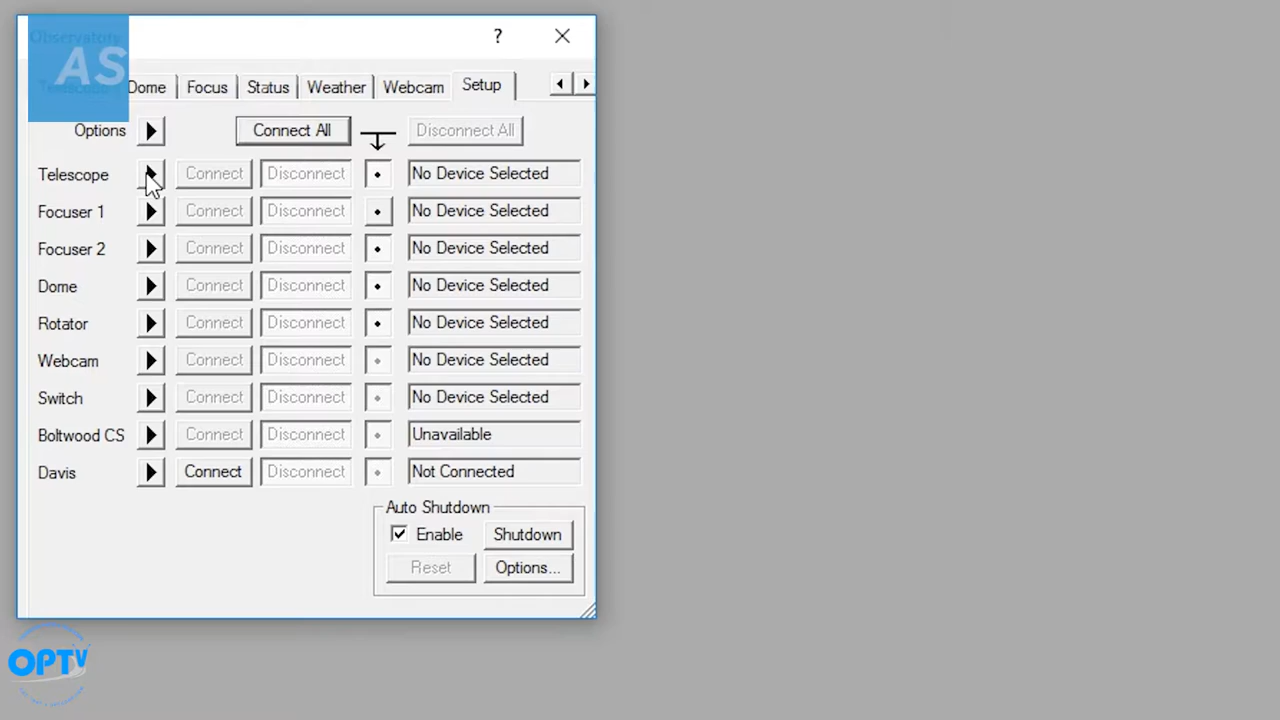 Observatory
?
AS
Dome Focus Status Weather Webcam Setup
Options Connect All Disconnect All
Telescope Connect Disconnect No Device Selected
Focuser 1 Connect Disconnect No Device Selected
Focuser 2 Connect Disconnect No Device Selected
Dome Connect Disconnect No Device Selected
Rotator Connect Disconnect No Device Selected
Webcam Connect Disconnect No Device Selected
Switch Connect Disconnect No Device Selected
Boltwood CS Connect Disconnect Unavailable
Davis Connect Disconnect Not Connected
Auto Shutdown
Enable Shutdown
Reset Options...
OPTV